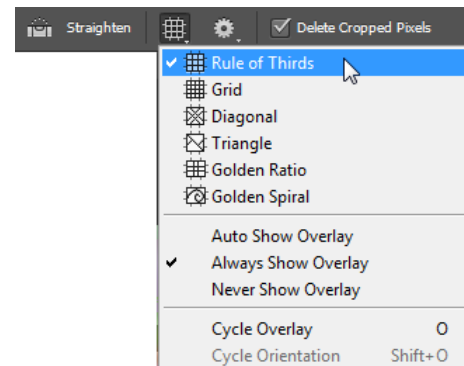 Straighten Delete Cropped Pixels
Rule of Thirds
Grid
Diagonal
Triangle
Golden Ratio
Golden Spiral
Auto Show Overlay
Always Show Overlay
Never Show Overlay
Cycle Overlay O
Cycle Orientation Shift+O